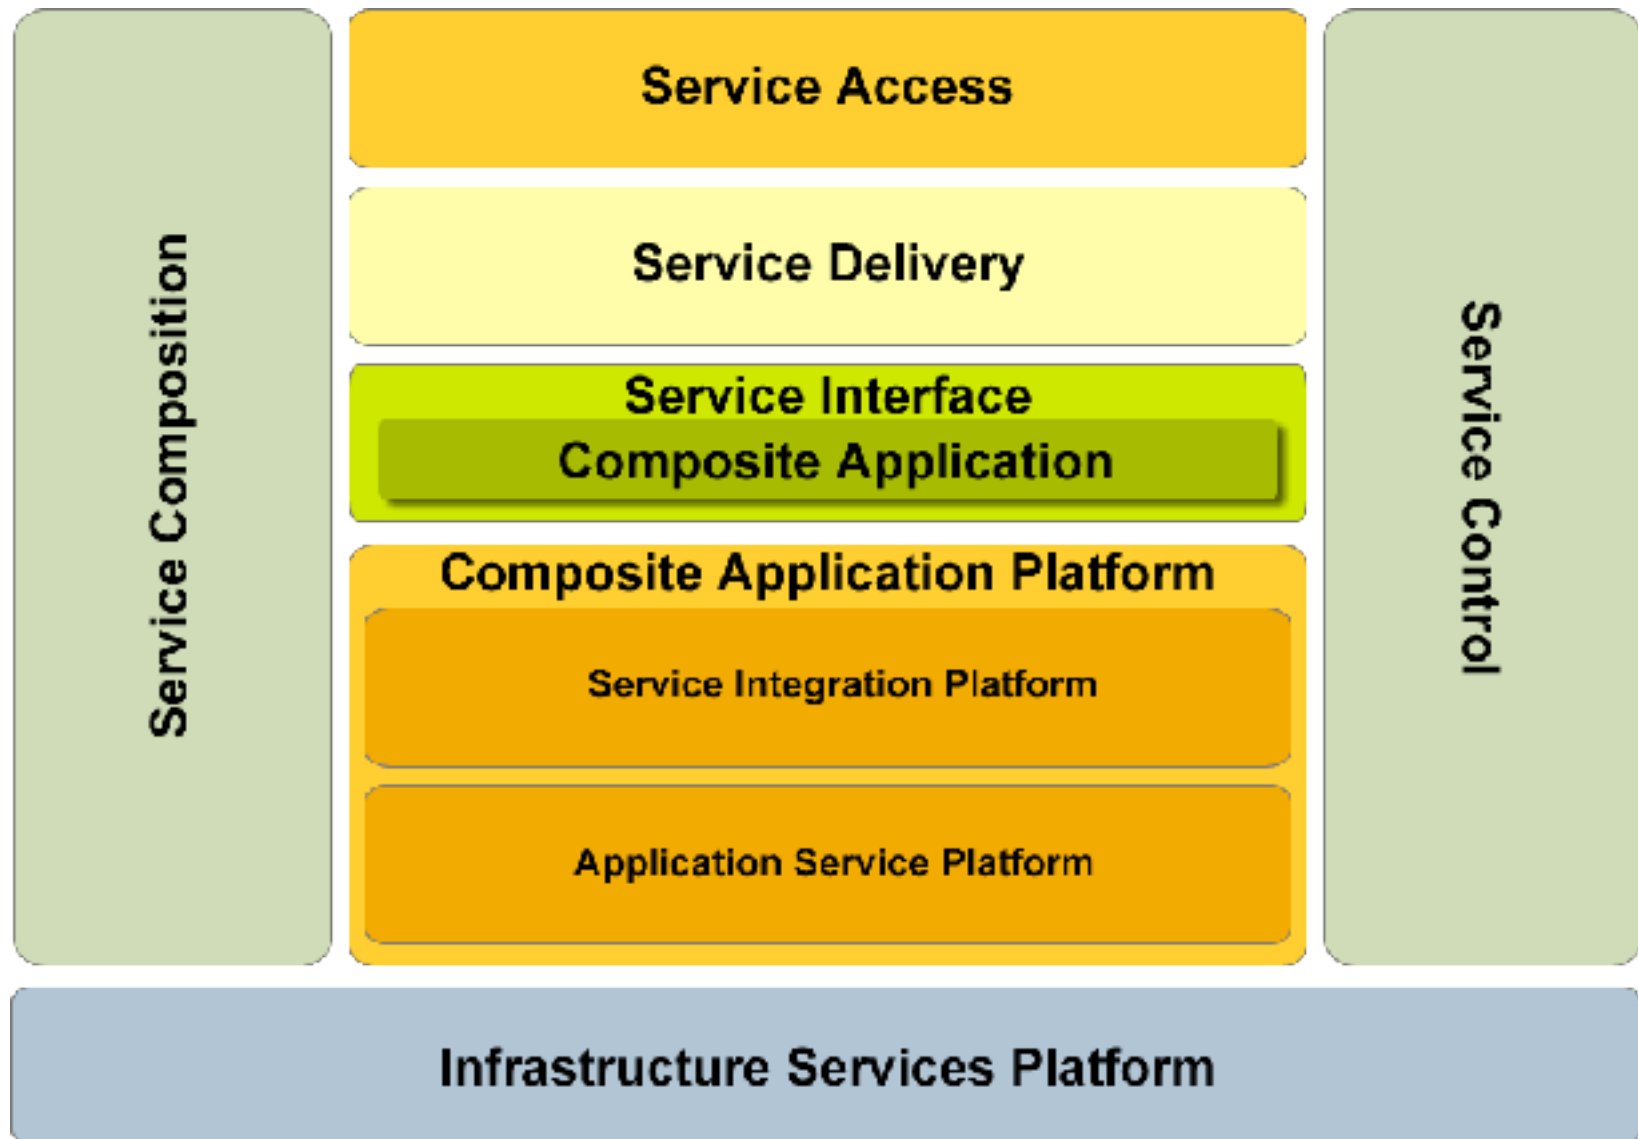 Service Composition
Service Access
Service Delivery
Service Interface
Composite Application
Composite Application Platform
Service Integration Platform
Application Service Platform
Service Control
Infrastructure Services Platform